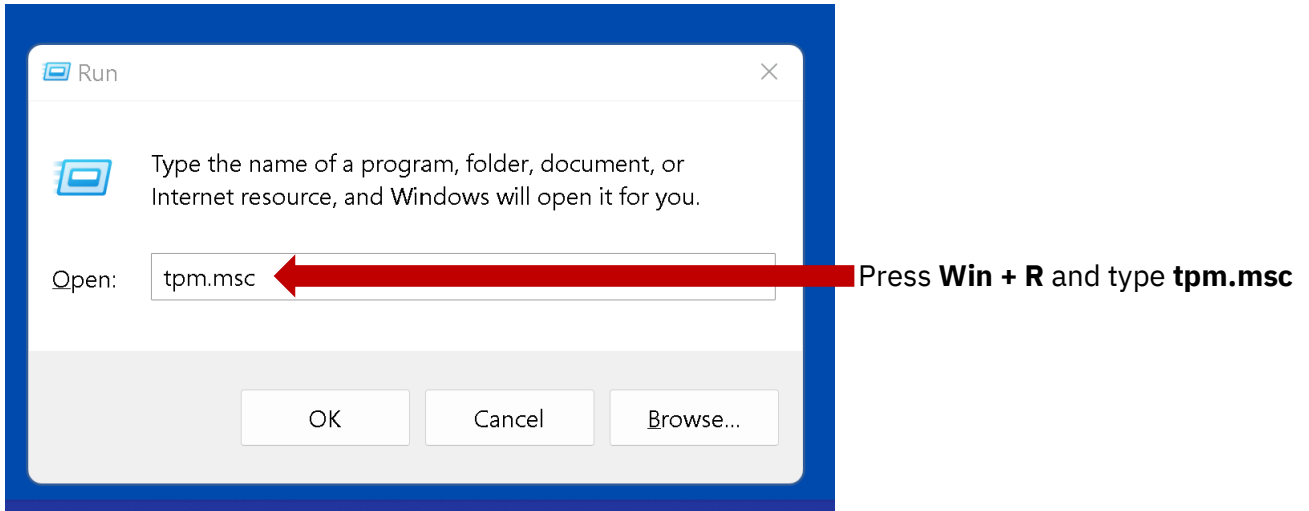 Run
Type the name of a program, folder, document, or
Internet resource, and Windows will open it for you.
Open: tpm.msc
Press Win + R and type tpm.msc
OK Cancel Browse...